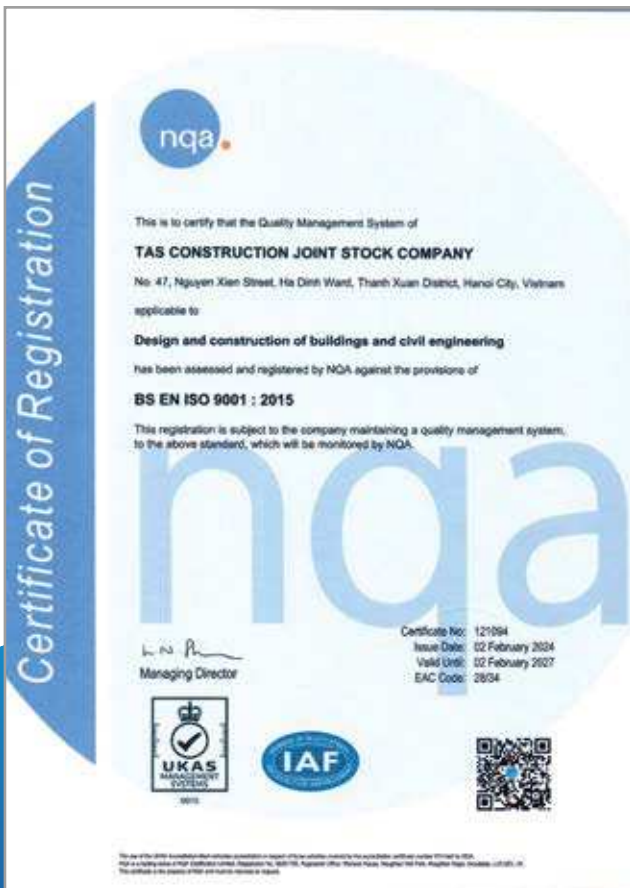 nqa.
Certificate of Registration
This is to certify that the Quality Management System of
TAS CONSTRUCTION JOINT STOCK COMPANY
No. 47, Nguyen Xien Street, Ha Dinh Ward, Thanh Xuan District, Hanoi City, Vietnam
applicable to
Design and construction of buildings and civil engineering
has been assessed and registered by NQA against the provisions of
BS EN ISO 9001 : 2015
This registration is subject to the company maintaining a quality management system,
to the above standard, which will be monitored by NQA
nqa
Certificate No: 121094
Issue Date: 02 February 2024
Valid Until: 02 February 2027
EAC Code: 28/34
Managing Director
UKAS
MANAGEMENT
SYSTEMS
IAF